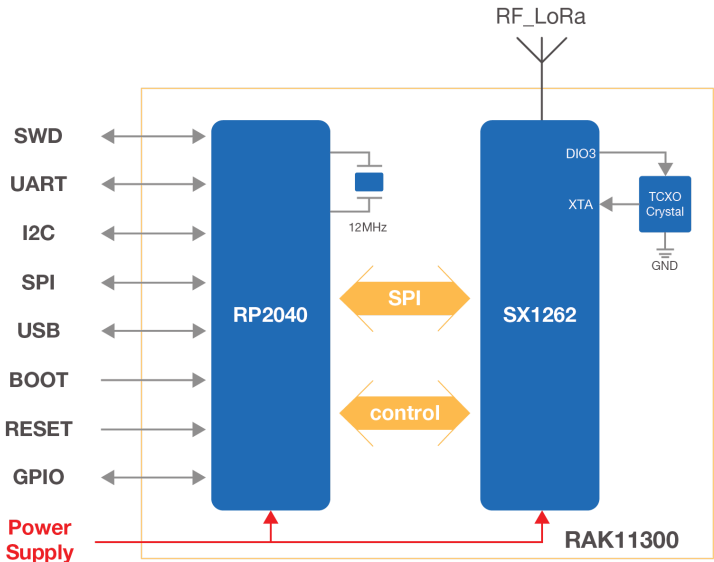 RF_LoRa
SWD
UART
I2C
SPI
USB
BOOT
RESET
GPIO
Power
Supply
RP2040
12MHz
SPI
control
SX1262
DIO3
XTA
TCXO
Crystal
GND
RAK11300